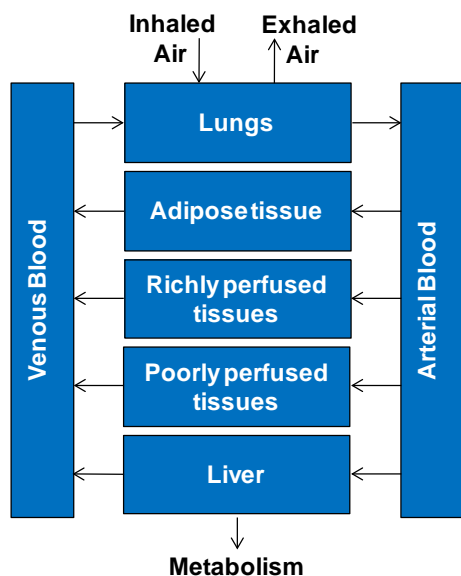 Inhaled Air
Exhaled Air
Lungs
Adipose tissue
Richly perfused
tissues
Poorly perfused
tissues
Liver
Metabolism
Venous Blood
Arterial Blood